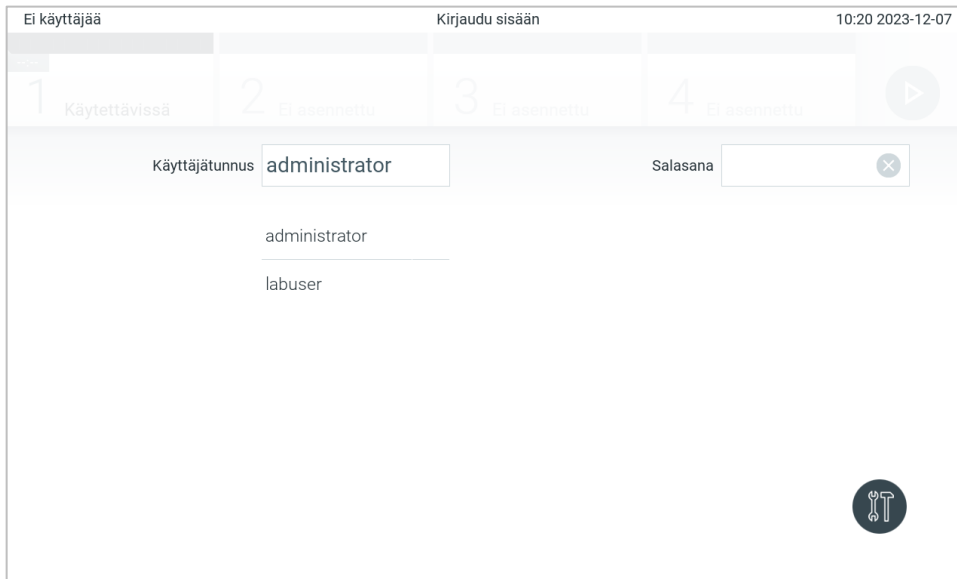 Ei käyttäjää Kirjaudu sisään 10:20 2023-12-07
1 Käytettävissä 2 Ei asennettu 3 Ei asennettu 4 Ei asennettu
Käyttäjätunnus administrator Salasana
administrator
labuser